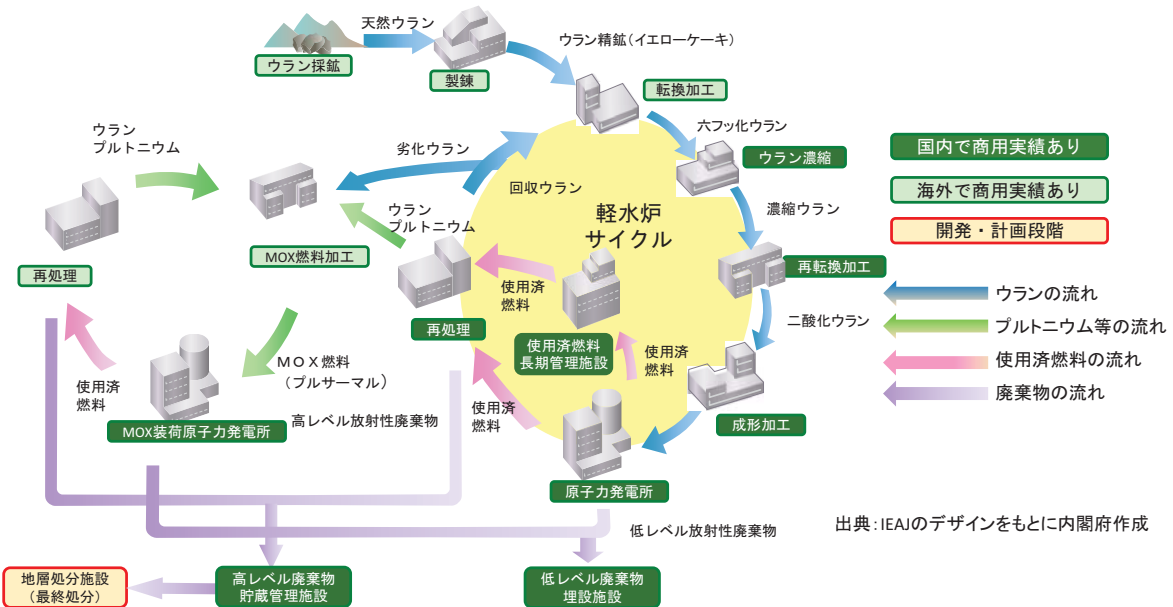 天然ウラン
ウラン採鉱
製錬
ウラン精鉱(イエローケーキ)
転換加工
六フッ化ウラン
ウラン濃縮
濃縮ウラン
再転換加工
二酸化ウラン
成形加工
原子力発電所
軽水炉
サイクル
劣化ウラン
回収ウラン
ウラン
プルトニウム
ウラン
プルトニウム
MOX燃料加工
再処理
再処理
使用済
燃料
使用済燃料
長期管理施設
使用済
燃料
使用済
燃料
使用済
燃料
MOX燃料
(プルサーマル)
MOX装荷原子力発電所
高レベル放射性廃棄物
低レベル放射性廃棄物
地層処分施設
(最終処分)
高レベル廃棄物
貯蔵管理施設
低レベル廃棄物
埋設施設
国内で商用実績あり
海外で商用実績あり
開発・計画段階
ウランの流れ
プルトニウム等の流れ
使用済燃料の流れ
廃棄物の流れ
出典:IEAJのデザインをもとに内閣府作成